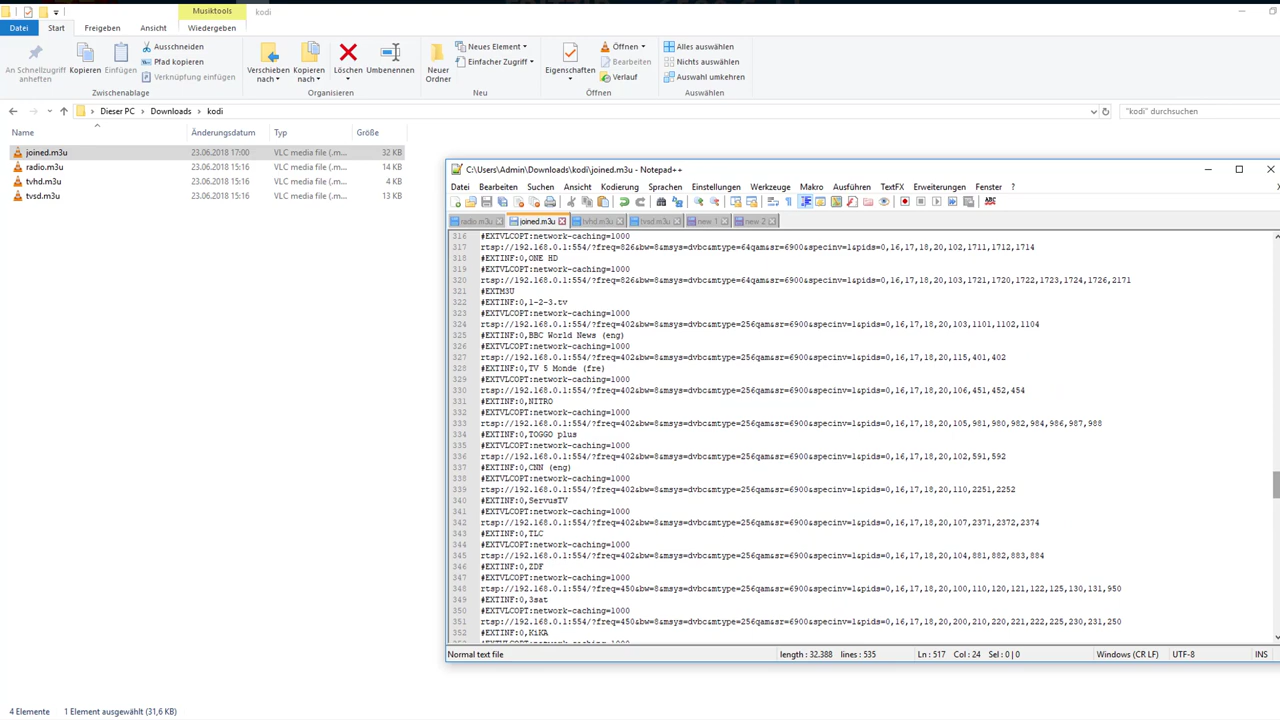 Musiktools
kodi
Datei
Start
Freigeben
Ansicht
Wiedergeben
An Schnellzugriff
anheften
Kopieren
Einfügen
Ausschneiden
Pfad kopieren
Verknüpfung einfügen
Zwischenablage
Verschieben
nach
Kopieren
nach
Löschen
Umbenennen
Organisieren
Neuer
Ordner
Neues Element
Einfacher Zugriff
Neu
Eigenschaften
Öffnen
Bearbeiten
Verlauf
Öffnen
Alles auswählen
Nichts auswählen
Auswahl umkehren
Auswählen
Dieser PC
Downloads
kodi
"kodi" durchsuchen
Name Änderungsdatum Typ Größe
joined.m3u 23.06.2018 17:00 VLC media file (.m... 32 KB
radio.m3u 23.06.2018 15:16 VLC media file (.m... 14 KB
tvhd.m3u 23.06.2018 15:16 VLC media file (.m... 4 KB
tvsd.m3u 23.06.2018 15:16 VLC media file (.m... 13 KB
C:\Users\Admin\Downloads\kodi\joined.m3u - Notepad++
Datei Bearbeiten Suchen Ansicht Kodierung Sprachen Einstellungen Werkzeuge Makro Ausführen TextFX Erweiterungen Fenster ?
radio.m3u joined.m3u tvhd.m3u tvsd.m3u new 1 new 2
316 #EXTVLCOPT:network-caching=1000
317 rtsp://192.168.0.1:554/?freq=826&bw=8&msys=dvbc&mtype=64qam&sr=6900&specinv=1&pids=0,16,17,18,20,102,1711,1712,1714
318 #EXTINF:0,ONE HD
319 #EXTVLCOPT:network-caching=1000
320 rtsp://192.168.0.1:554/?freq=826&bw=8&msys=dvbc&mtype=64qam&sr=6900&specinv=1&pids=0,16,17,18,20,103,1721,1720,1722,1723,1724,1726,2171
321 #EXTM3U
322 #EXTINF:0,1-2-3.tv
323 #EXTVLCOPT:network-caching=1000
324 rtsp://192.168.0.1:554/?freq=402&bw=8&msys=dvbc&mtype=256qam&sr=6900&specinv=1&pids=0,16,17,18,20,103,1101,1102,1104
325 #EXTINF:0,BBC World News (eng)
326 #EXTVLCOPT:network-caching=1000
327 rtsp://192.168.0.1:554/?freq=402&bw=8&msys=dvbc&mtype=256qam&sr=6900&specinv=1&pids=0,16,17,18,20,115,401,402
328 #EXTINF:0,TV 5 Monde (fre)
329 #EXTVLCOPT:network-caching=1000
330 rtsp://192.168.0.1:554/?freq=402&bw=8&msys=dvbc&mtype=256qam&sr=6900&specinv=1&pids=0,16,17,18,20,106,451,452,454
331 #EXTINF:0,NITRO
332 #EXTVLCOPT:network-caching=1000
333 rtsp://192.168.0.1:554/?freq=402&bw=8&msys=dvbc&mtype=256qam&sr=6900&specinv=1&pids=0,16,17,18,20,105,981,980,982,984,986,987,988
334 #EXTINF:0,TOGGO plus
335 #EXTVLCOPT:network-caching=1000
336 rtsp://192.168.0.1:554/?freq=402&bw=8&msys=dvbc&mtype=256qam&sr=6900&specinv=1&pids=0,16,17,18,20,102,591,592
337 #EXTINF:0,CNN (eng)
338 #EXTVLCOPT:network-caching=1000
339 rtsp://192.168.0.1:554/?freq=402&bw=8&msys=dvbc&mtype=256qam&sr=6900&specinv=1&pids=0,16,17,18,20,110,2251,2252
340 #EXTINF:0,ServusTV
341 #EXTVLCOPT:network-caching=1000
342 rtsp://192.168.0.1:554/?freq=402&bw=8&msys=dvbc&mtype=256qam&sr=6900&specinv=1&pids=0,16,17,18,20,107,2371,2372,2374
343 #EXTINF:0,TLC
344 #EXTVLCOPT:network-caching=1000
345 rtsp://192.168.0.1:554/?freq=402&bw=8&msys=dvbc&mtype=256qam&sr=6900&specinv=1&pids=0,16,17,18,20,104,881,882,883,884
346 #EXTINF:0,ZDF
347 #EXTVLCOPT:network-caching=1000
348 rtsp://192.168.0.1:554/?freq=450&bw=8&msys=dvbc&mtype=256qam&sr=6900&specinv=1&pids=0,16,17,18,20,100,110,120,121,122,125,130,131,950
349 #EXTINF:0,3sat
350 #EXTVLCOPT:network-caching=1000
351 rtsp://192.168.0.1:554/?freq=450&bw=8&msys=dvbc&mtype=256qam&sr=6900&specinv=1&pids=0,16,17,18,20,200,210,220,221,222,225,230,231,250
352 #EXTINF:0,KiKA
Normal text file length : 32.388 lines : 535 Ln : 517 Col : 24 Sel : 0 | 0 Windows (CR LF) UTF-8 INS
4 Elemente 1 Element ausgewählt (31,6 KB)